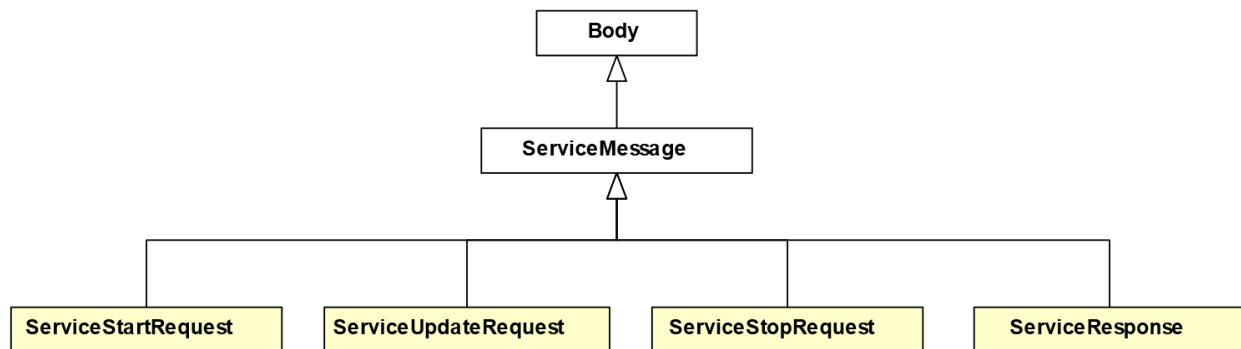 Body
ServiceMessage
ServiceStartRequest
ServiceUpdateRequest
ServiceStopRequest
ServiceResponse